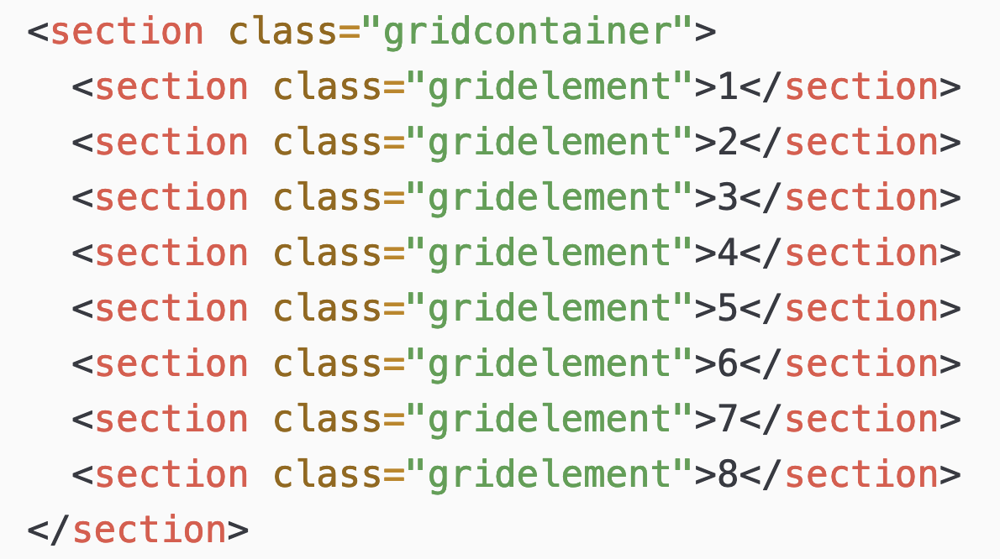 <section class="gridcontainer">
  <section class="gridelement">1</section>
  <section class="gridelement">2</section>
  <section class="gridelement">3</section>
  <section class="gridelement">4</section>
  <section class="gridelement">5</section>
  <section class="gridelement">6</section>
  <section class="gridelement">7</section>
  <section class="gridelement">8</section>
</section>